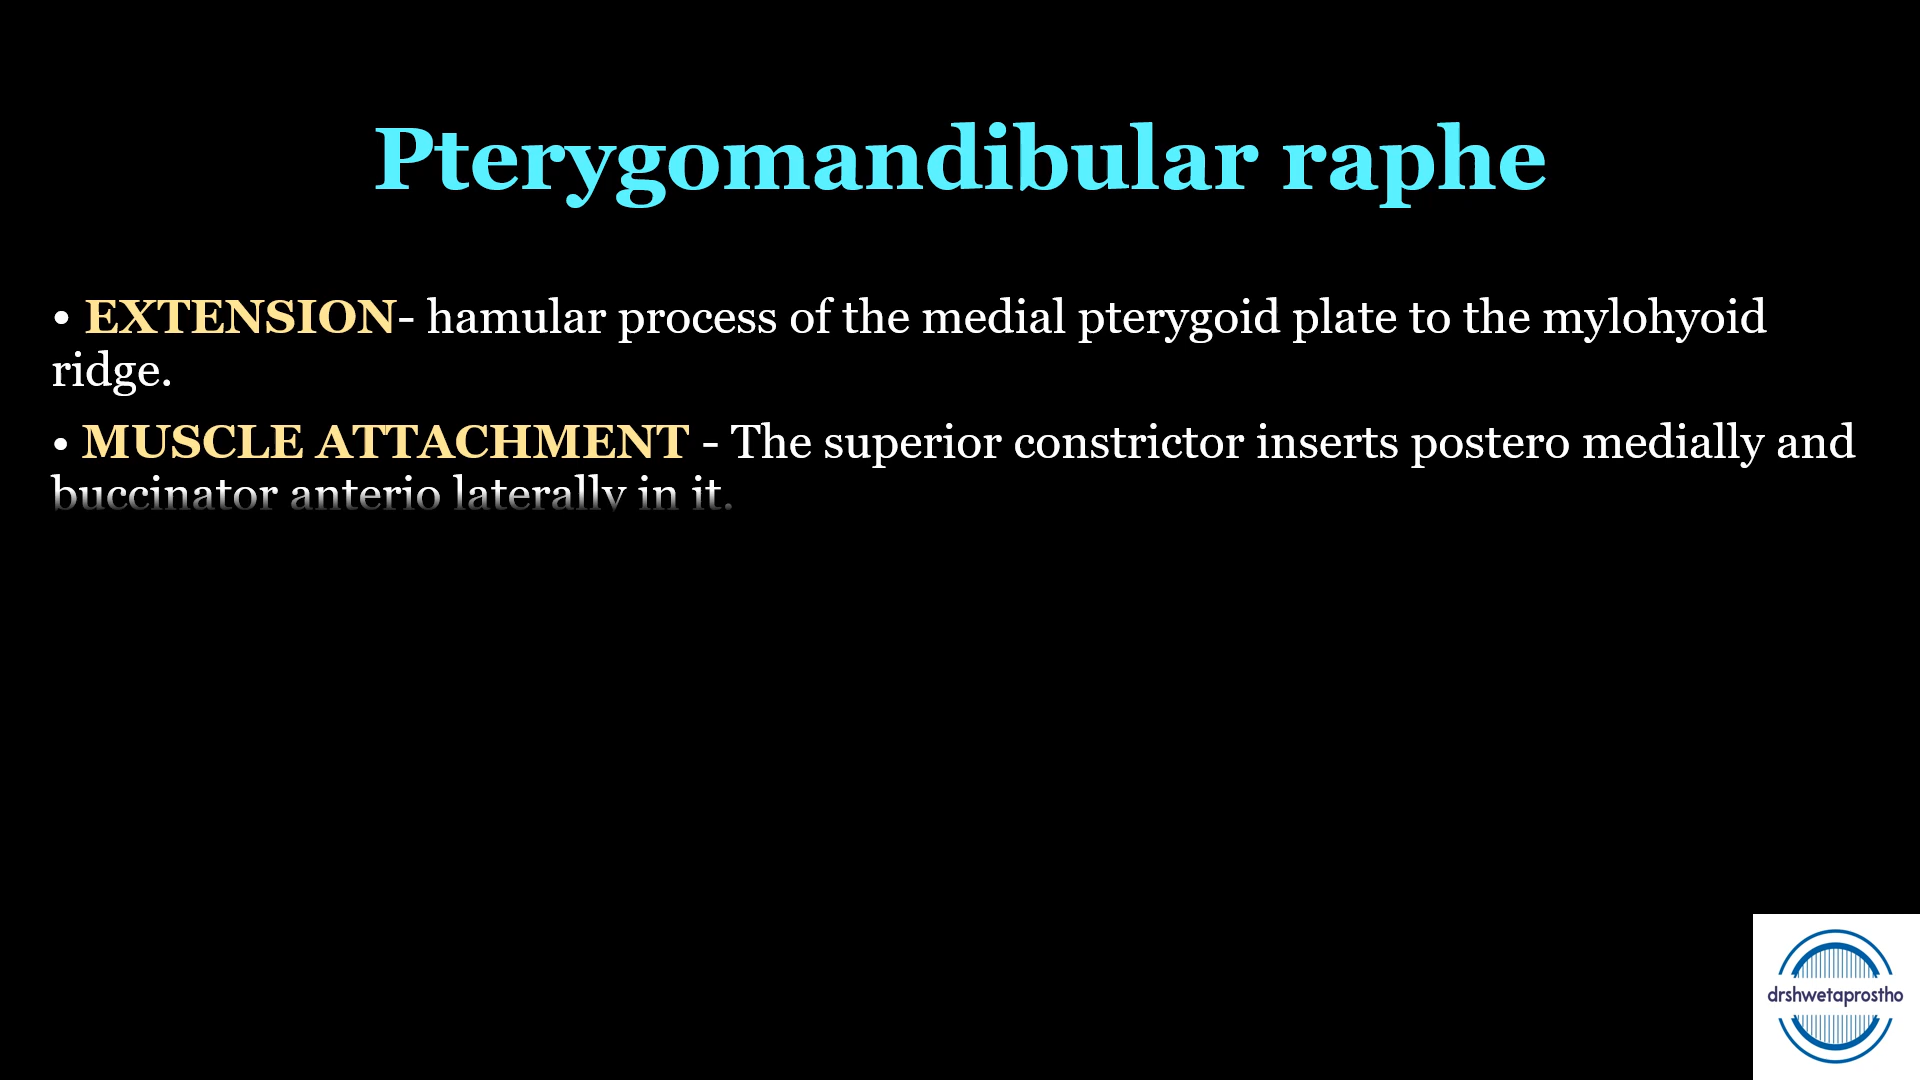 Pterygomandibular raphe
• EXTENSION- hamular process of the medial pterygoid plate to the mylohyoid
ridge.
• MUSCLE ATTACHMENT - The superior constrictor inserts postero medially and
buccinator anterio laterally in it.
drshwetaprostho